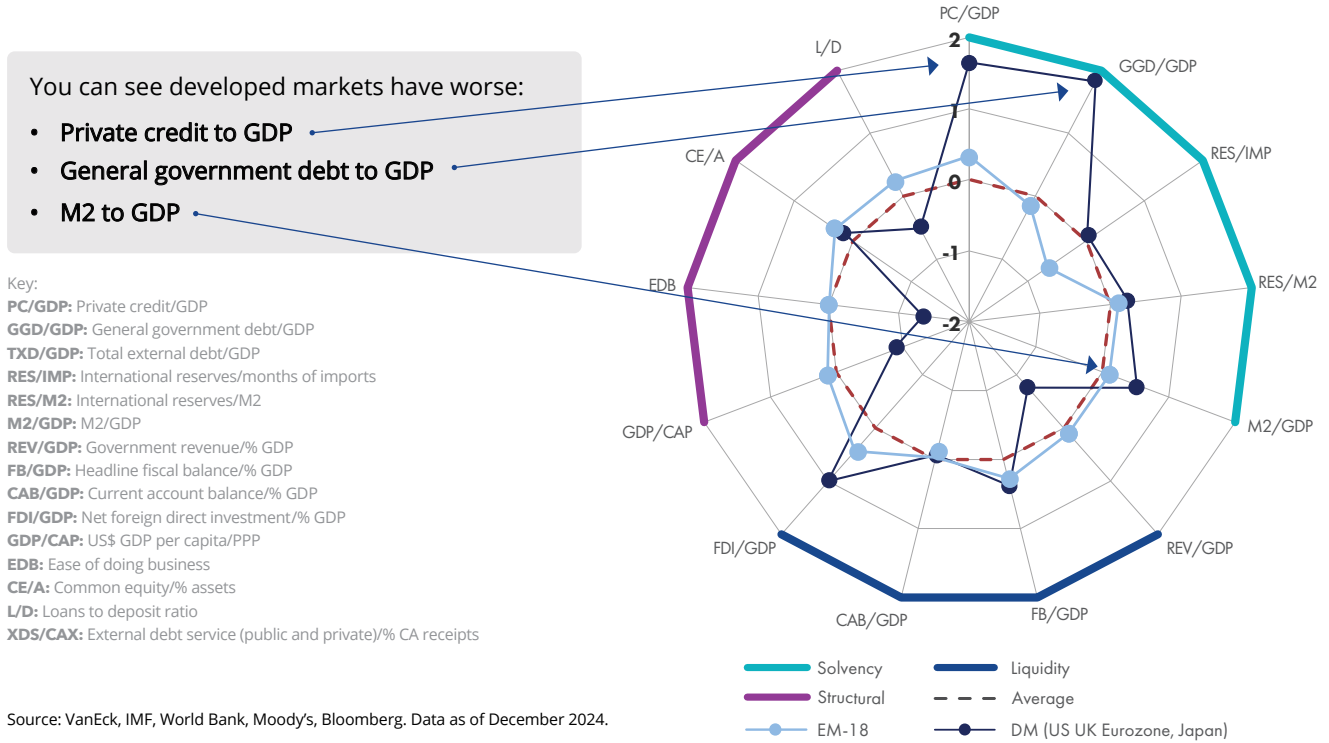 You can see developed markets have worse:
• Private credit to GDP
• General government debt to GDP
• M2 to GDP
Key:
PC/GDP: Private credit/GDP
GGD/GDP: General government debt/GDP
TXD/GDP: Total external debt/GDP
RES/IMP: International reserves/months of imports
RES/M2: International reserves/M2
M2/GDP: M2/GDP
REV/GDP: Government revenue/% GDP
FB/GDP: Headline fiscal balance/% GDP
CAB/GDP: Current account balance/% GDP
FDI/GDP: Net foreign direct investment/% GDP
GDP/CAP: US$ GDP per capita/PPP
EDB: Ease of doing business
CE/A: Common equity/% assets
L/D: Loans to deposit ratio
XDS/CAX: External debt service (public and private)/% CA receipts
Source: VanEck, IMF, World Bank, Moody’s, Bloomberg. Data as of December 2024.
PC/GDP
GGD/GDP
RES/IMP
RES/M2
M2/GDP
REV/GDP
FB/GDP
CAB/GDP
FDI/GDP
GDP/CAP
EDB
CE/A
L/D
2
1
0
-1
-2
Solvency
Liquidity
Structural
Average
EM-18
DM (US UK Eurozone, Japan)